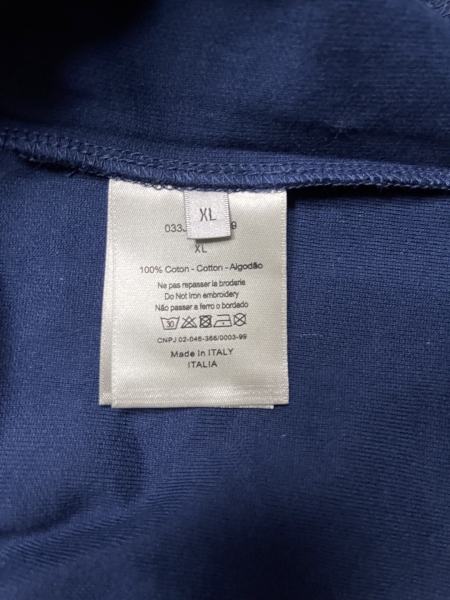 XL
XL
100% Coton - Cotton - Algodão
Ne pas repasser la broderie
Do Not Iron embroidery
Não passar a ferro o bordado
30
CNPJ 02-046-366/0003-99
Made in ITALY
ITALIA